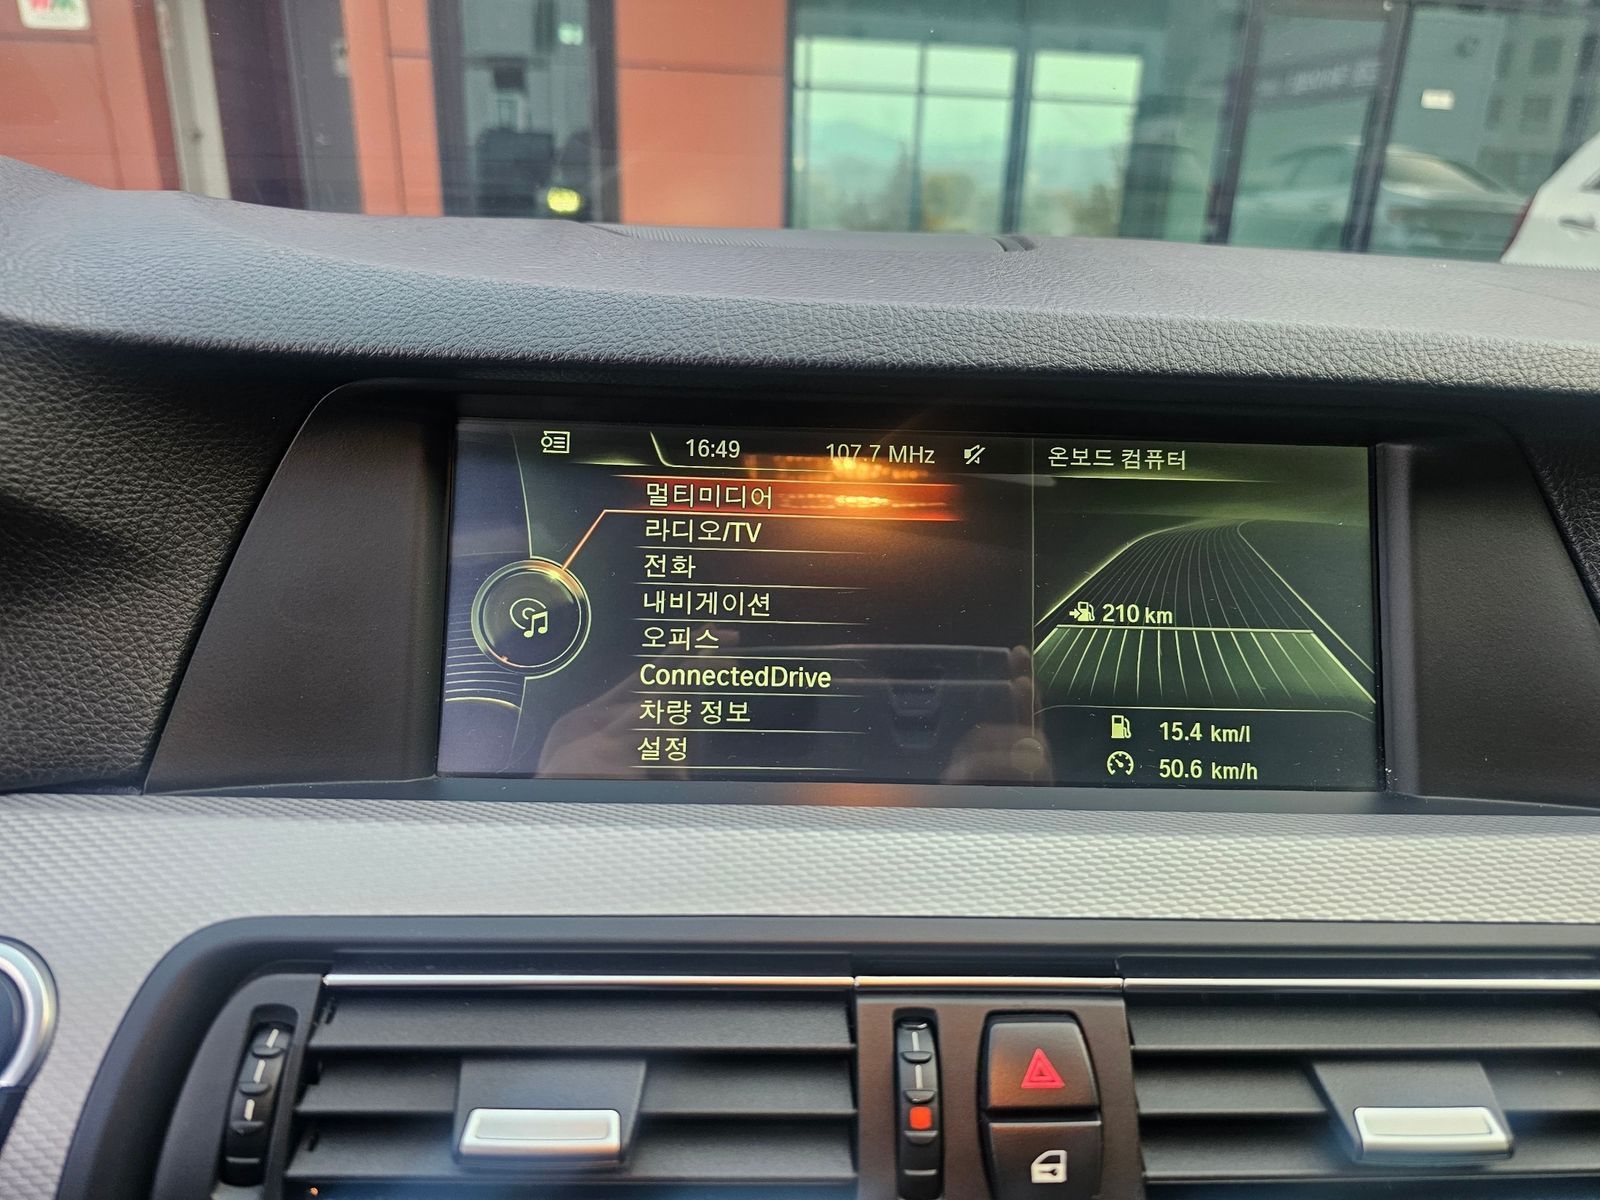 16:49
107.7 MHz
온보드 컴퓨터
멀티미디어
라디오/TV
전화
내비게이션
오피스
ConnectedDrive
차량 정보
설정
210 km
15.4 km/l
50.6 km/h